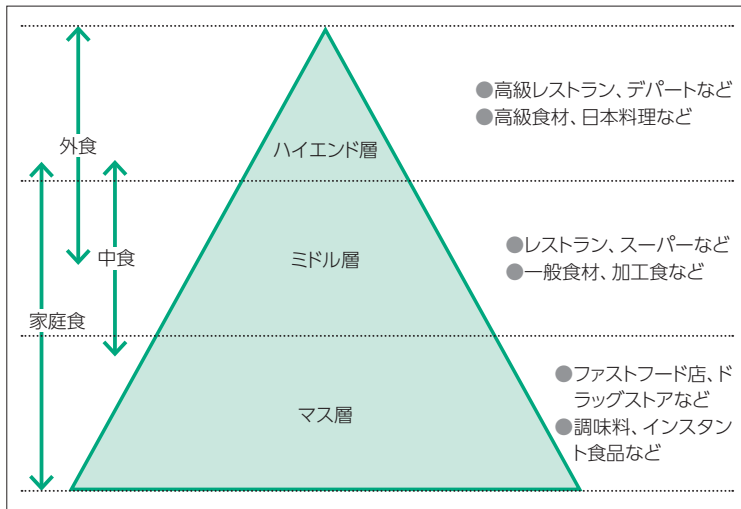 ●高級レストラン、デパートなど
●高級食材、日本料理など
外食
ハイエンド層
中食
ミドル層
●レストラン、スーパーなど
●一般食材、加工食など
家庭食
マス層
●ファストフード店、ド
ラッグストアなど
●調味料、インスタン
ト食品など